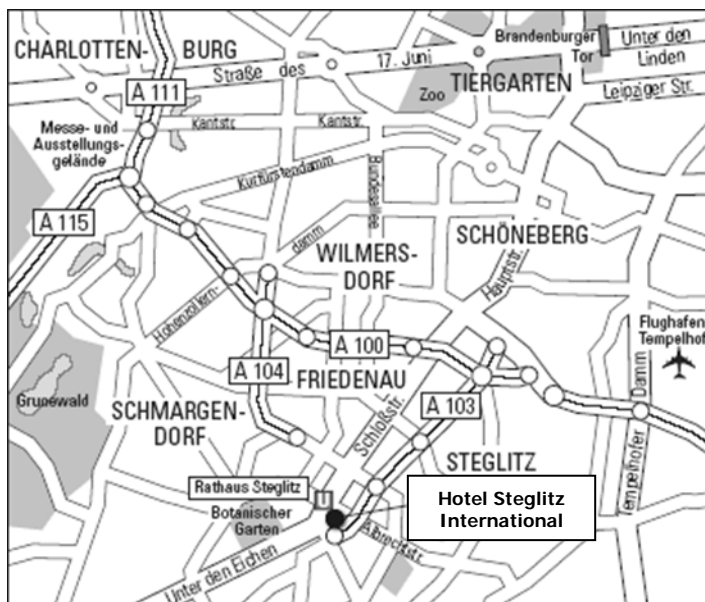 CHARLOTTEN-
BURG
Straße des
17. Juni
Brandenburger
Tor
Unter den
Linden
Leipziger Str.
TIERGARTEN
Zoo
A 111
Messe- und
Ausstellungs-
gelände
Kantstr.
Kantstr.
Kurfürstendamm
Bundesallee
A 115
WILMERS-
DORF
SCHÖNEBERG
Hauptstr.
Hohenzollern-
damm
Flughafen
Tempelhof
A 100
A 104
FRIEDENAU
A 103
Grunewald
SCHMARGEN-
DORF
Schloßstr.
Tempelhofer
Damm
STEGLITZ
Rathaus Steglitz
Botanischer
Garten
Hotel Steglitz
International
Albrechtstr.
Unter den Eichen